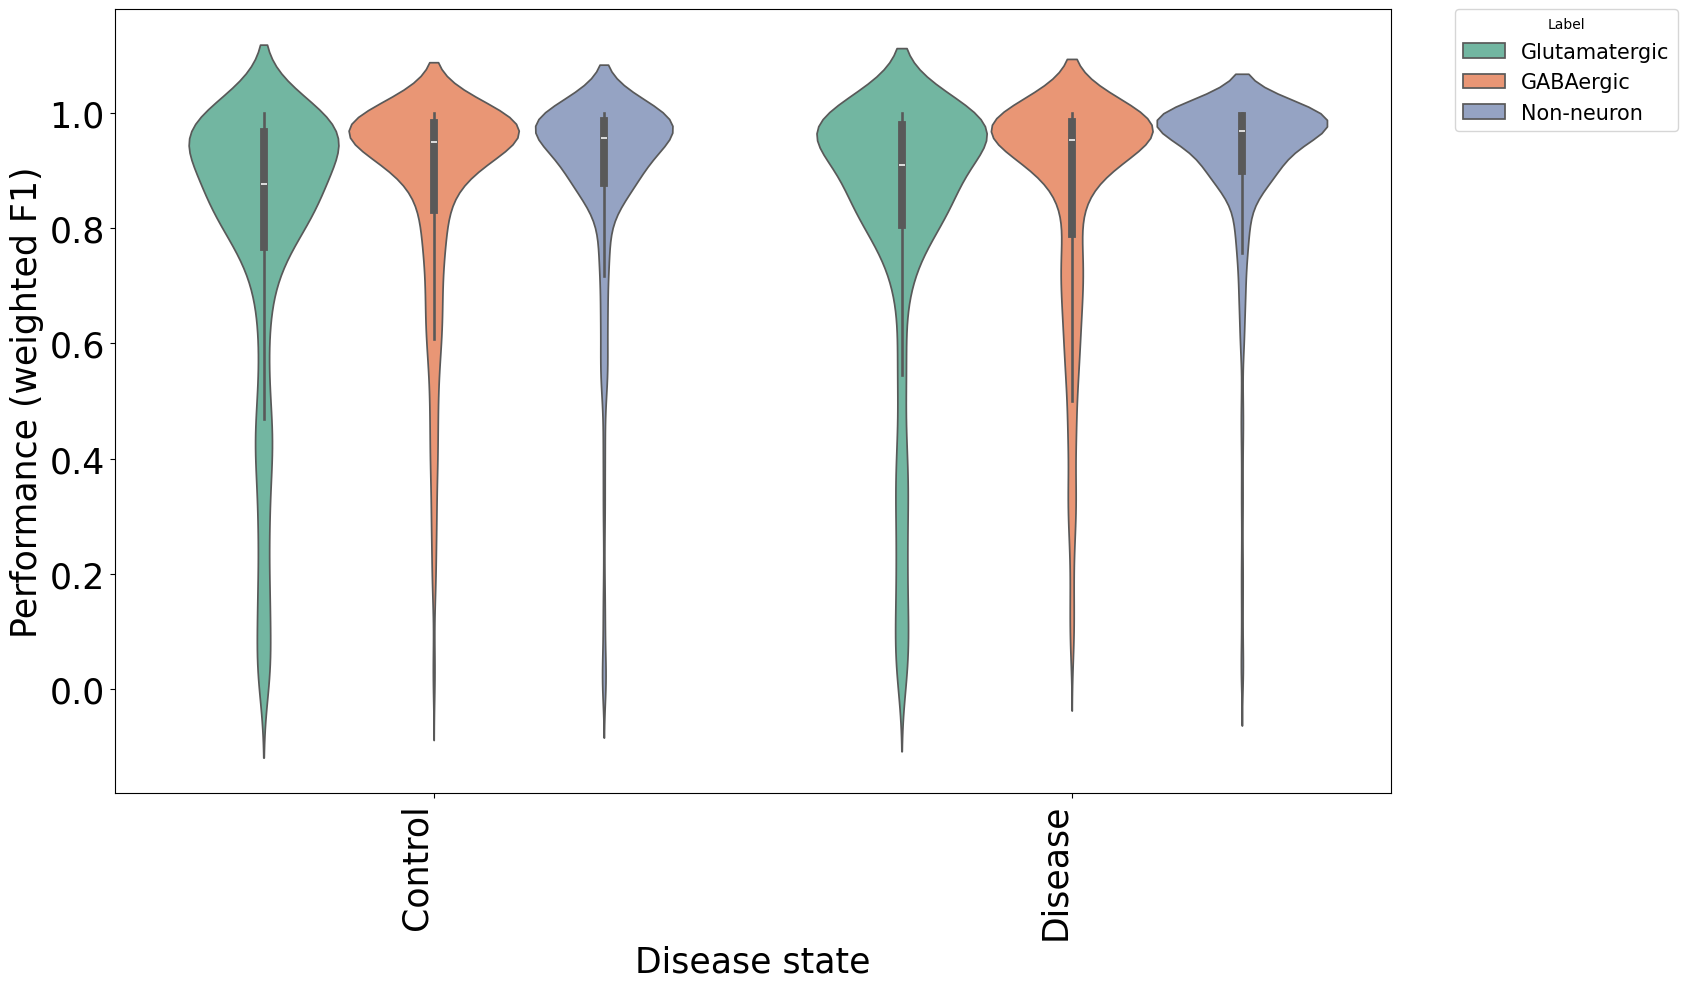 Label
Glutamatergic
GABAergic
Non-neuron
Performance (weighted F1)
1.0
0.8
0.6
0.4
0.2
0.0
Control
Disease
Disease state